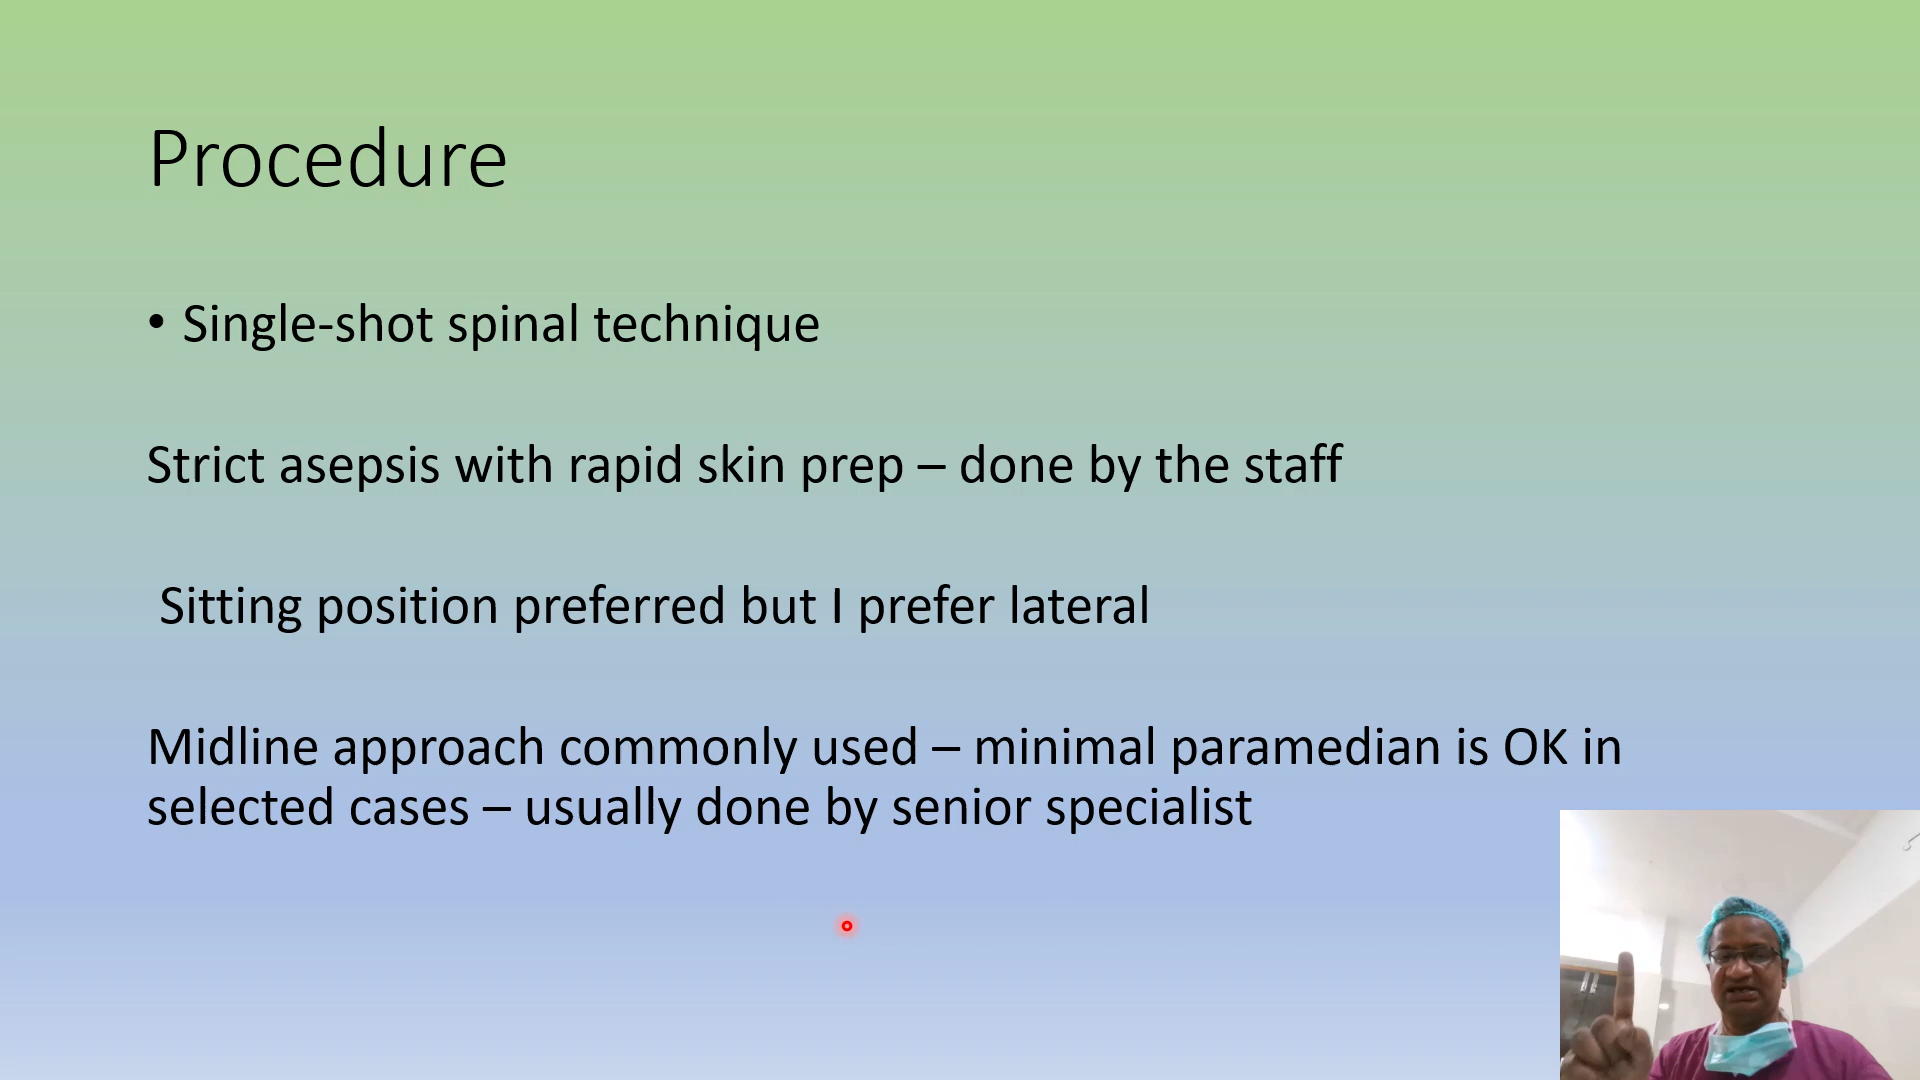 Procedure
• Single-shot spinal technique
Strict asepsis with rapid skin prep – done by the staff
Sitting position preferred but I prefer lateral
Midline approach commonly used – minimal paramedian is OK in
selected cases – usually done by senior specialist